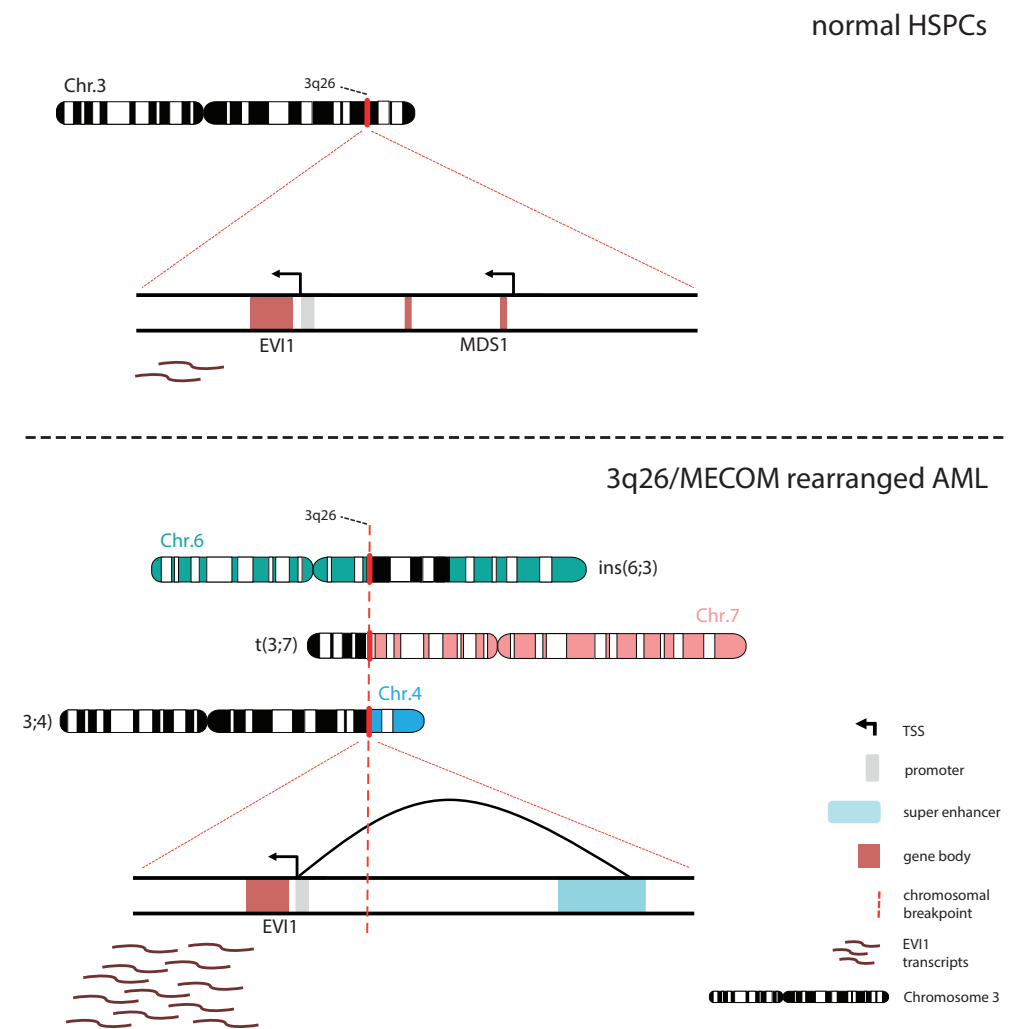 normal HSPCs
Chr.3
3q26
EVI1
MDS1
3q26/MECOM rearranged AML
3q26
Chr.6
ins(6;3)
Chr.7
t(3;7)
Chr.4
3;4)
TSS
promoter
super enhancer
gene body
chromosomal
breakpoint
EVI1
EVI1
transcripts
Chromosome 3